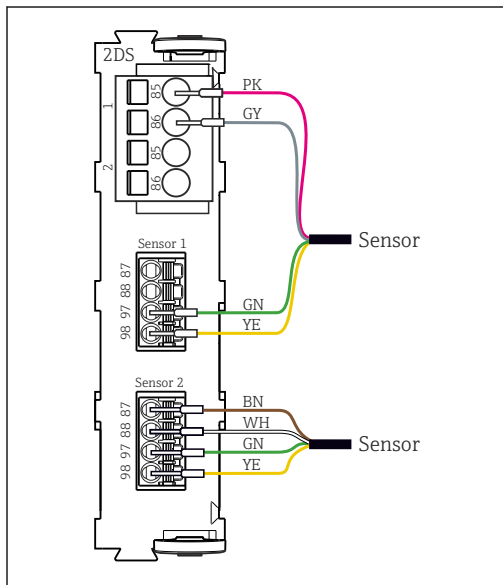 2DS
1
85
PK
86
GY
2
85
86
Sensor
Sensor 1
87
88
97
GN
98
YE
Sensor 2
87
BN
88
WH
97
GN
Sensor
98
YE